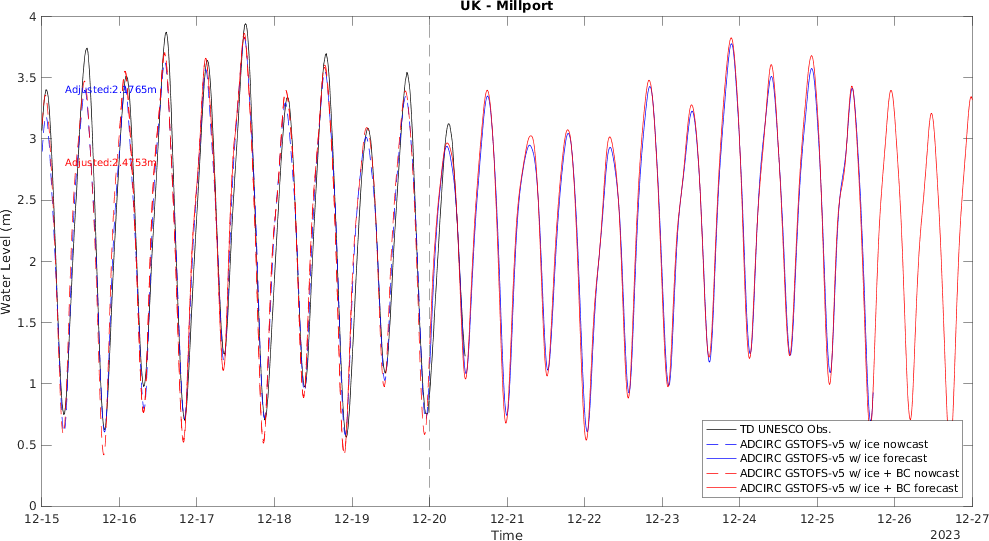 UK - Millport
4
3.5
3
2.5
2
1.5
1
0.5
0
Water Level (m)
Adjusted:2.4753m
TD UNESCO Obs.
ADCIRC GSTOFS-v5 w/ ice nowcast
ADCIRC GSTOFS-v5 w/ ice forecast
ADCIRC GSTOFS-v5 w/ ice + BC nowcast
ADCIRC GSTOFS-v5 w/ ice + BC forecast
12-15 12-16 12-17 12-18 12-19 12-20 12-21 12-22 12-23 12-24 12-25 12-26 12-27
Time
2023